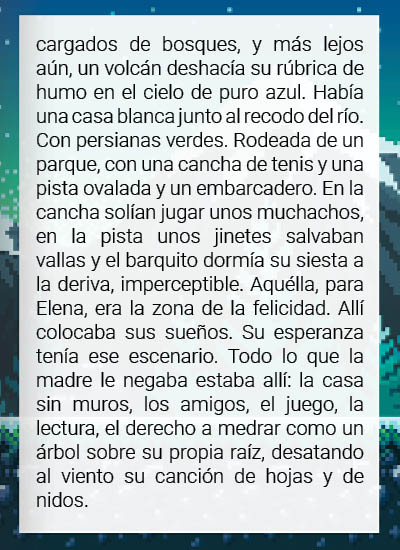 cargados de bosques, y más lejos
aún, un volcán deshacía su rúbrica de
humo en el cielo de puro azul. Había
una casa blanca junto al recodo del río.
Con persianas verdes. Rodeada de un
parque, con una cancha de tenis y una
pista ovalada y un embarcadero. En la
cancha solían jugar unos muchachos,
en la pista unos jinetes salvaban
vallas y el barquito dormía su siesta a
la deriva, imperceptible. Aquélla, para
Elena, era la zona de la felicidad. Allí
colocaba sus sueños. Su esperanza
tenía ese escenario. Todo lo que la
madre le negaba estaba allí: la casa
sin muros, los amigos, el juego, la
lectura, el derecho a medrar como un
árbol sobre su propia raíz, desatando
al viento su canción de hojas y de
nidos.